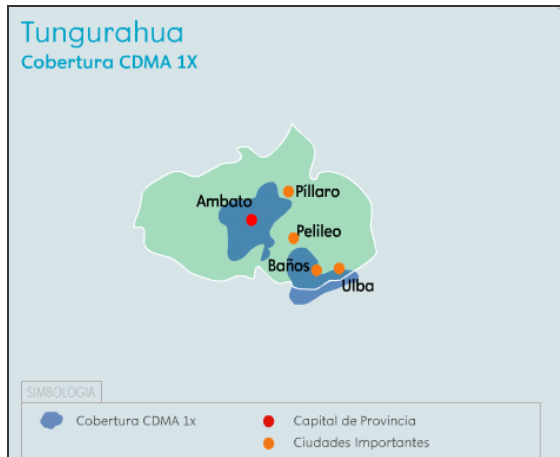 Tungurahua
Cobertura CDMA 1X
Píllaro
Ambato
Pelileo
Baños
Ulba
SIMBOLOGIA
Cobertura CDMA 1x
Capital de Provincia
Ciudades Importantes